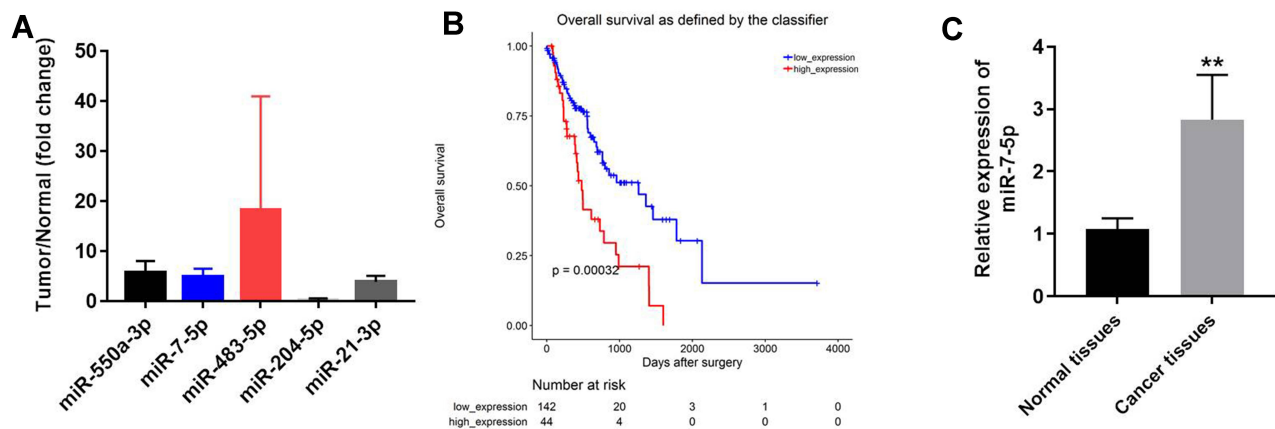 A
Tumor/Normal (fold change)
50
40
30
20
10
0
miR-550a-3p
miR-7-5p
miR-483-5p
miR-204-5p
miR-21-3p
B
Overall survival as defined by the classifier
Overall survival
1.00
0.75
0.50
0.25
0.00
low_expression
high_expression
p = 0.00032
0 1000 2000 3000 4000
Days after surgery
Number at risk
low_expression 142 20 3 1 0
high_expression 44 4 0 0 0
C
Relative expression of
miR-7-5p
4
3
2
1
0
**
Normal tissues
Cancer tissues